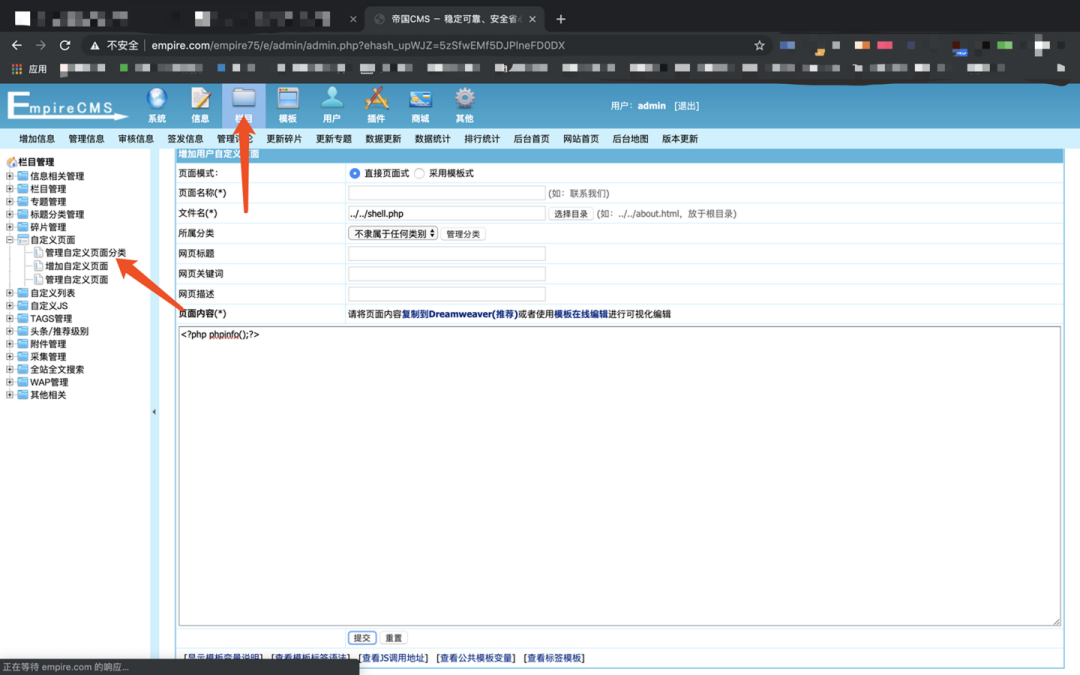 帝国CMS － 稳定可靠、安全省
不安全 empire.com/empire75/e/admin/admin.php?ehash_upWJZ=5zSfwEMf5DJPIneFD0DX
应用
EmpireCMS
系统 信息 栏目 模板 用户 插件 商城 其他
用户：admin [退出]
增加信息 管理信息 审核信息 签发信息 管理评论 更新碎片 更新专题 数据更新 数据统计 排行统计 后台首页 网站首页 后台地图 版本更新
栏目管理
信息相关管理
栏目管理
专题管理
标题分类管理
碎片管理
自定义页面
管理自定义页面分类
增加自定义页面
管理自定义页面
自定义列表
自定义JS
TAGS管理
头条/推荐级别
附件管理
采集管理
全站全文搜索
WAP管理
其他相关
增加用户自定义页面
页面模式： 直接页面式 采用模板式
页面名称(*) (如：联系我们)
文件名(*) ../../shell.php 选择目录 (如：../../about.html，放于根目录)
所属分类 不隶属于任何类别 管理分类
网页标题
网页关键词
网页描述
页面内容(*) 请将页面内容复制到Dreamweaver(推荐)或者使用模板在线编辑进行可视化编辑
<?php phpinfo();?>
提交 重置
[显示模板变量说明] [查看模板标签语法] [查看JS调用地址] [查看公共模板变量] [查看标签模板]
正在等待 empire.com 的响应...